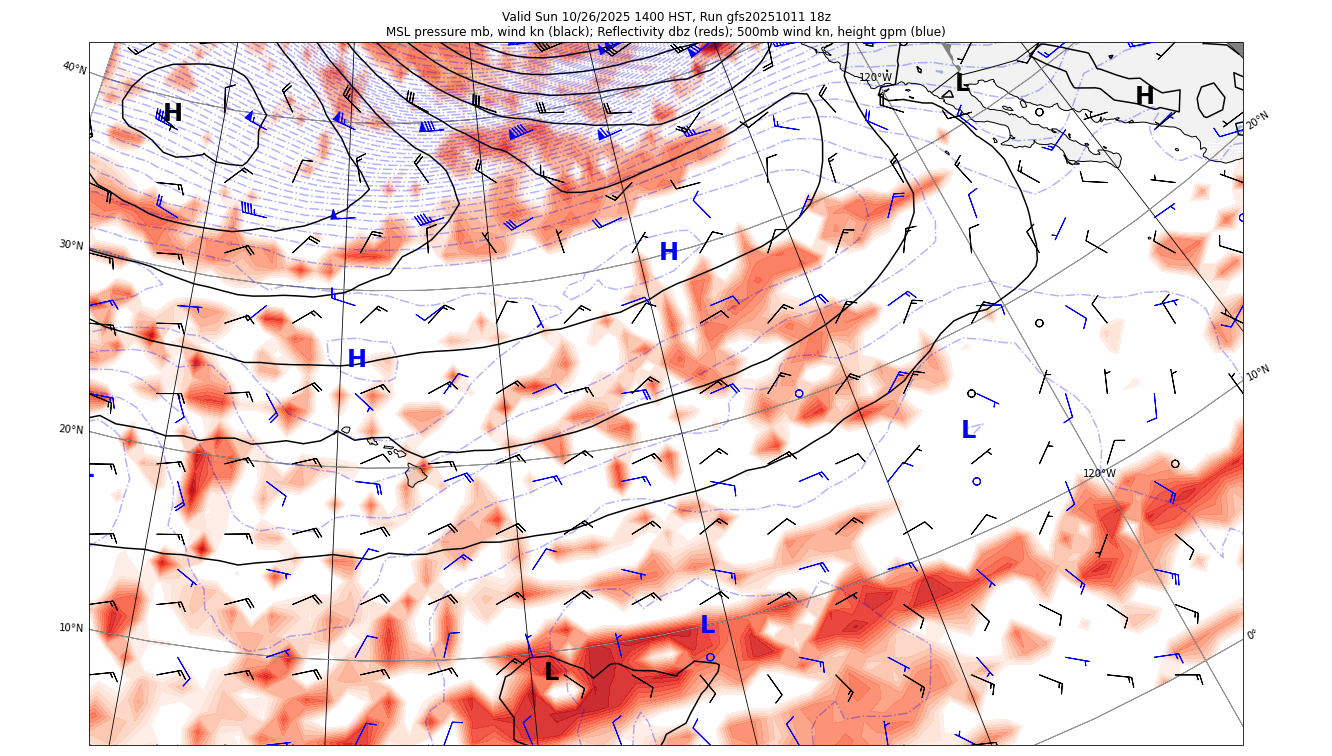 Valid Sun 10/26/2025 1400 HST, Run gfs20251011 18z
MSL pressure mb, wind kn (black); Reflectivity dbz (reds); 500mb wind kn, height gpm (blue)
40°N
120°W
L
H
H
20°N
30°N
H
H
10°N
20°N
L
120°W
10°N
L
0°
L